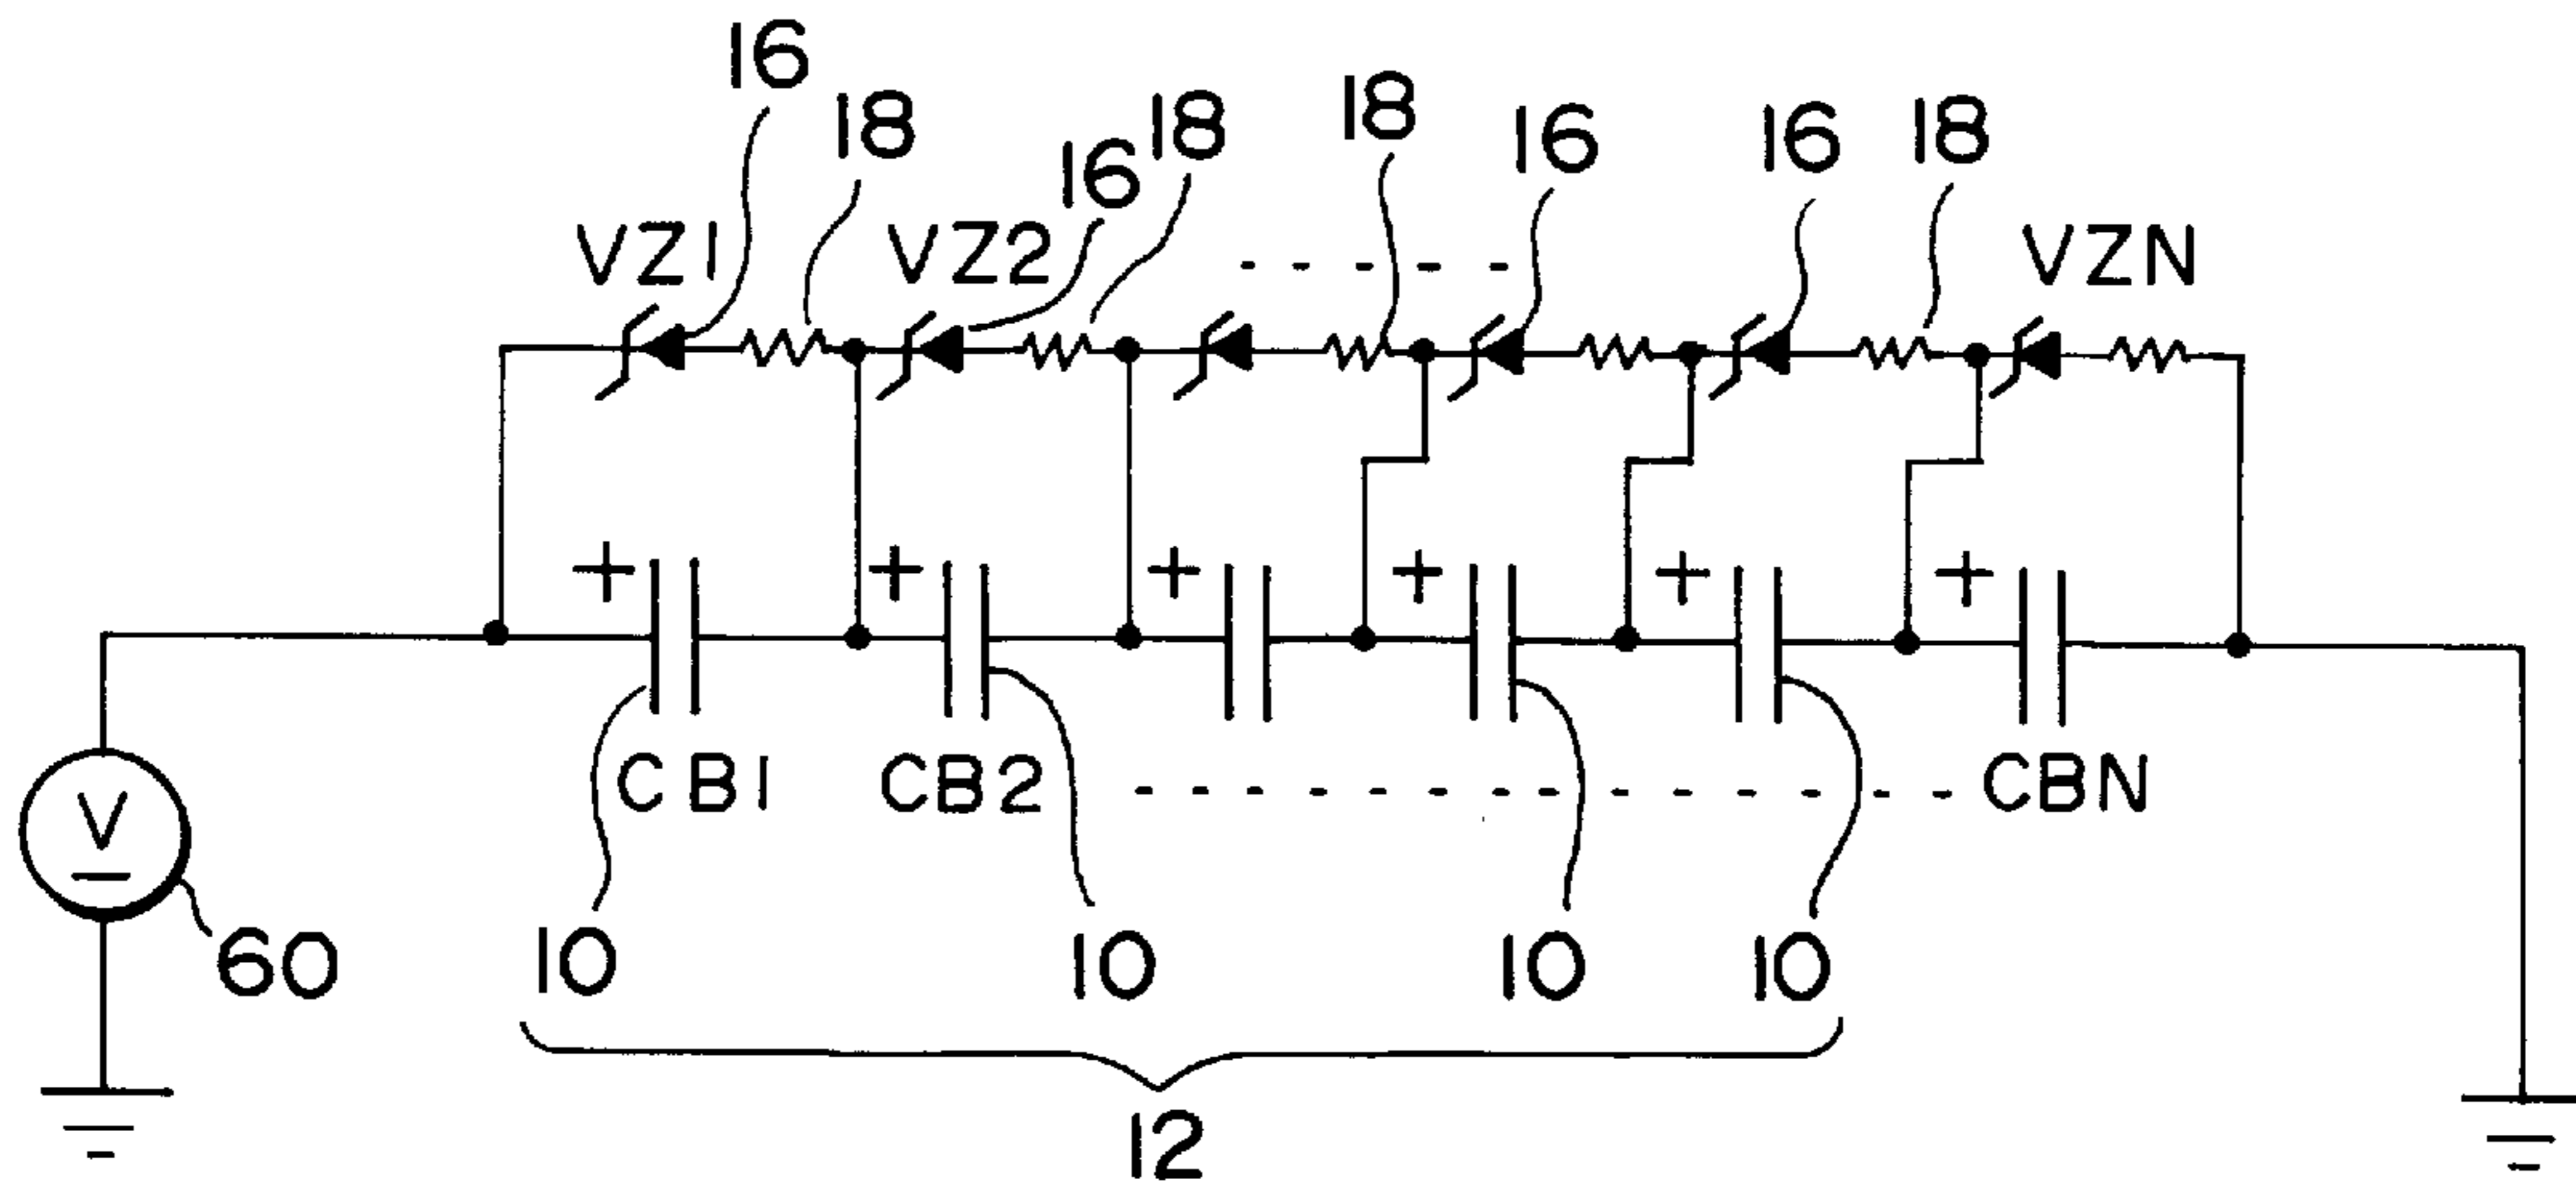 16
18
16
18
18
16
16
18
VZ1
VZ2
- - - - -
VZN
+ + + + + +
CB1
CB2
- - - - - - - - - - - - - -
CBN
V
60
10
10
10
10
12